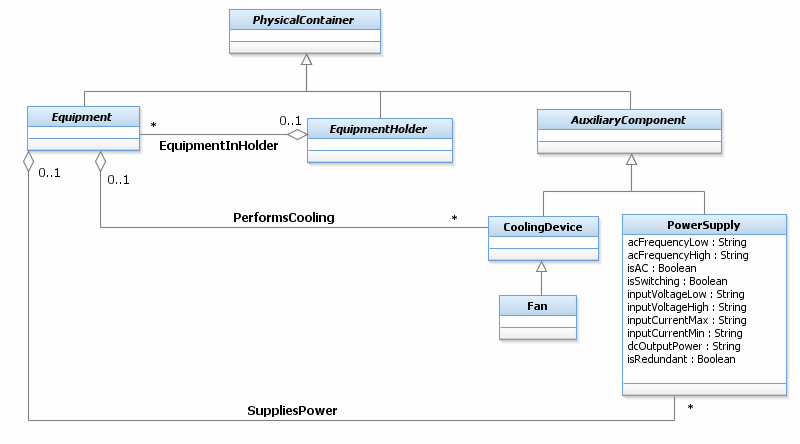 PhysicalContainer
Equipment
*
0..1
EquipmentHolder
AuxiliaryComponent
EquipmentInHolder
0..1
0..1
PerformsCooling
*
CoolingDevice
PowerSupply
acFrequencyLow : String
acFrequencyHigh : String
isAC : Boolean
isSwitching : Boolean
inputVoltageLow : String
inputVoltageHigh : String
inputCurrentMax : String
inputCurrentMin : String
dcOutputPower : String
isRedundant : Boolean
Fan
SuppliesPower
*